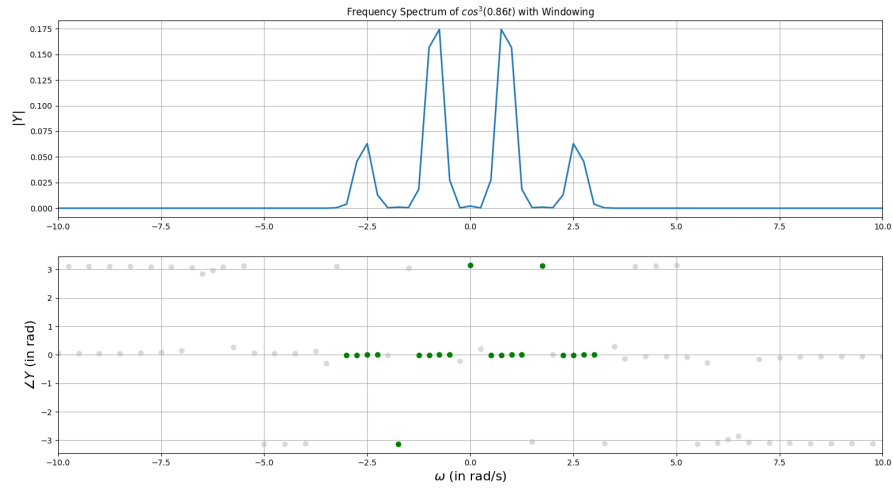 Frequency Spectrum of cos³(0.86t) with Windowing
0.175
0.150
0.125
0.100
0.075
0.050
0.025
0.000
|Y|
−10.0 −7.5 −5.0 −2.5 0.0 2.5 5.0 7.5 10.0
3
2
1
0
−1
−2
−3
∠Y (in rad)
−10.0 −7.5 −5.0 −2.5 0.0 2.5 5.0 7.5 10.0
ω (in rad/s)